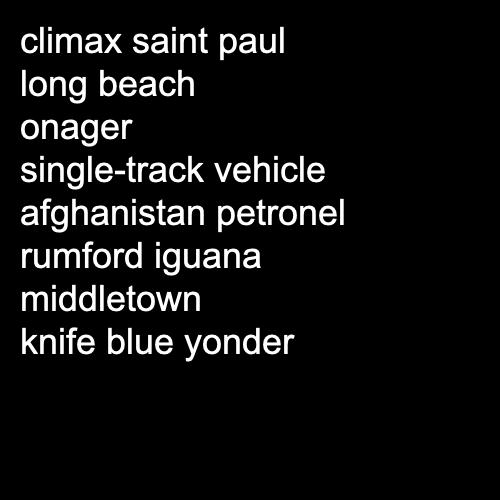 climax saint paul
long beach
onager
single-track vehicle
afghanistan petronel
rumford iguana
middletown
knife blue yonder